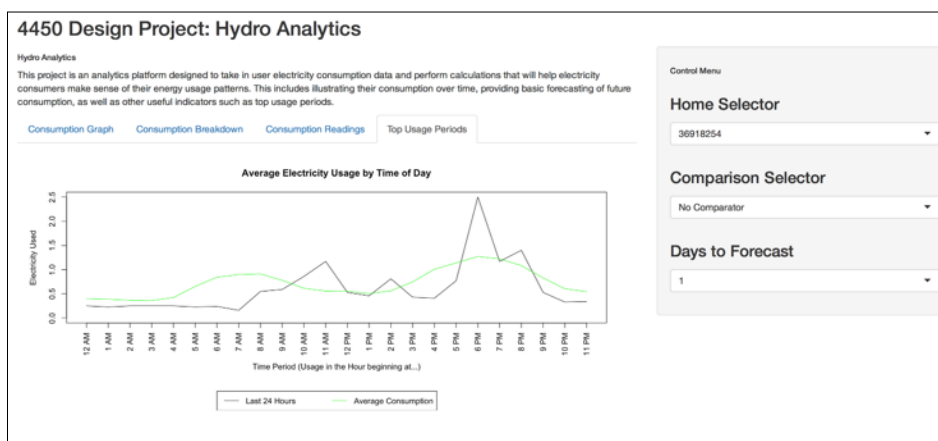 4450 Design Project: Hydro Analytics
Hydro Analytics
This project is an analytics platform designed to take in user electricity consumption data and perform calculations that will help electricity
consumers make sense of their energy usage patterns. This includes illustrating their consumption over time, providing basic forecasting of future
consumption, as well as other useful indicators such as top usage periods.
Consumption Graph Consumption Breakdown Consumption Readings Top Usage Periods
Average Electricity Usage by Time of Day
Electricity Used
2.5
2.0
1.5
1.0
0.5
0.0
12 AM 1 AM 2 AM 3 AM 4 AM 5 AM 6 AM 7 AM 8 AM 9 AM 10 AM 11 AM 12 PM 1 PM 2 PM 3 PM 4 PM 5 PM 6 PM 7 PM 8 PM 9 PM 10 PM 11 PM
Time Period (Usage in the Hour beginning at...)
Last 24 Hours Average Consumption
Control Menu
Home Selector
36918254
Comparison Selector
No Comparator
Days to Forecast
1